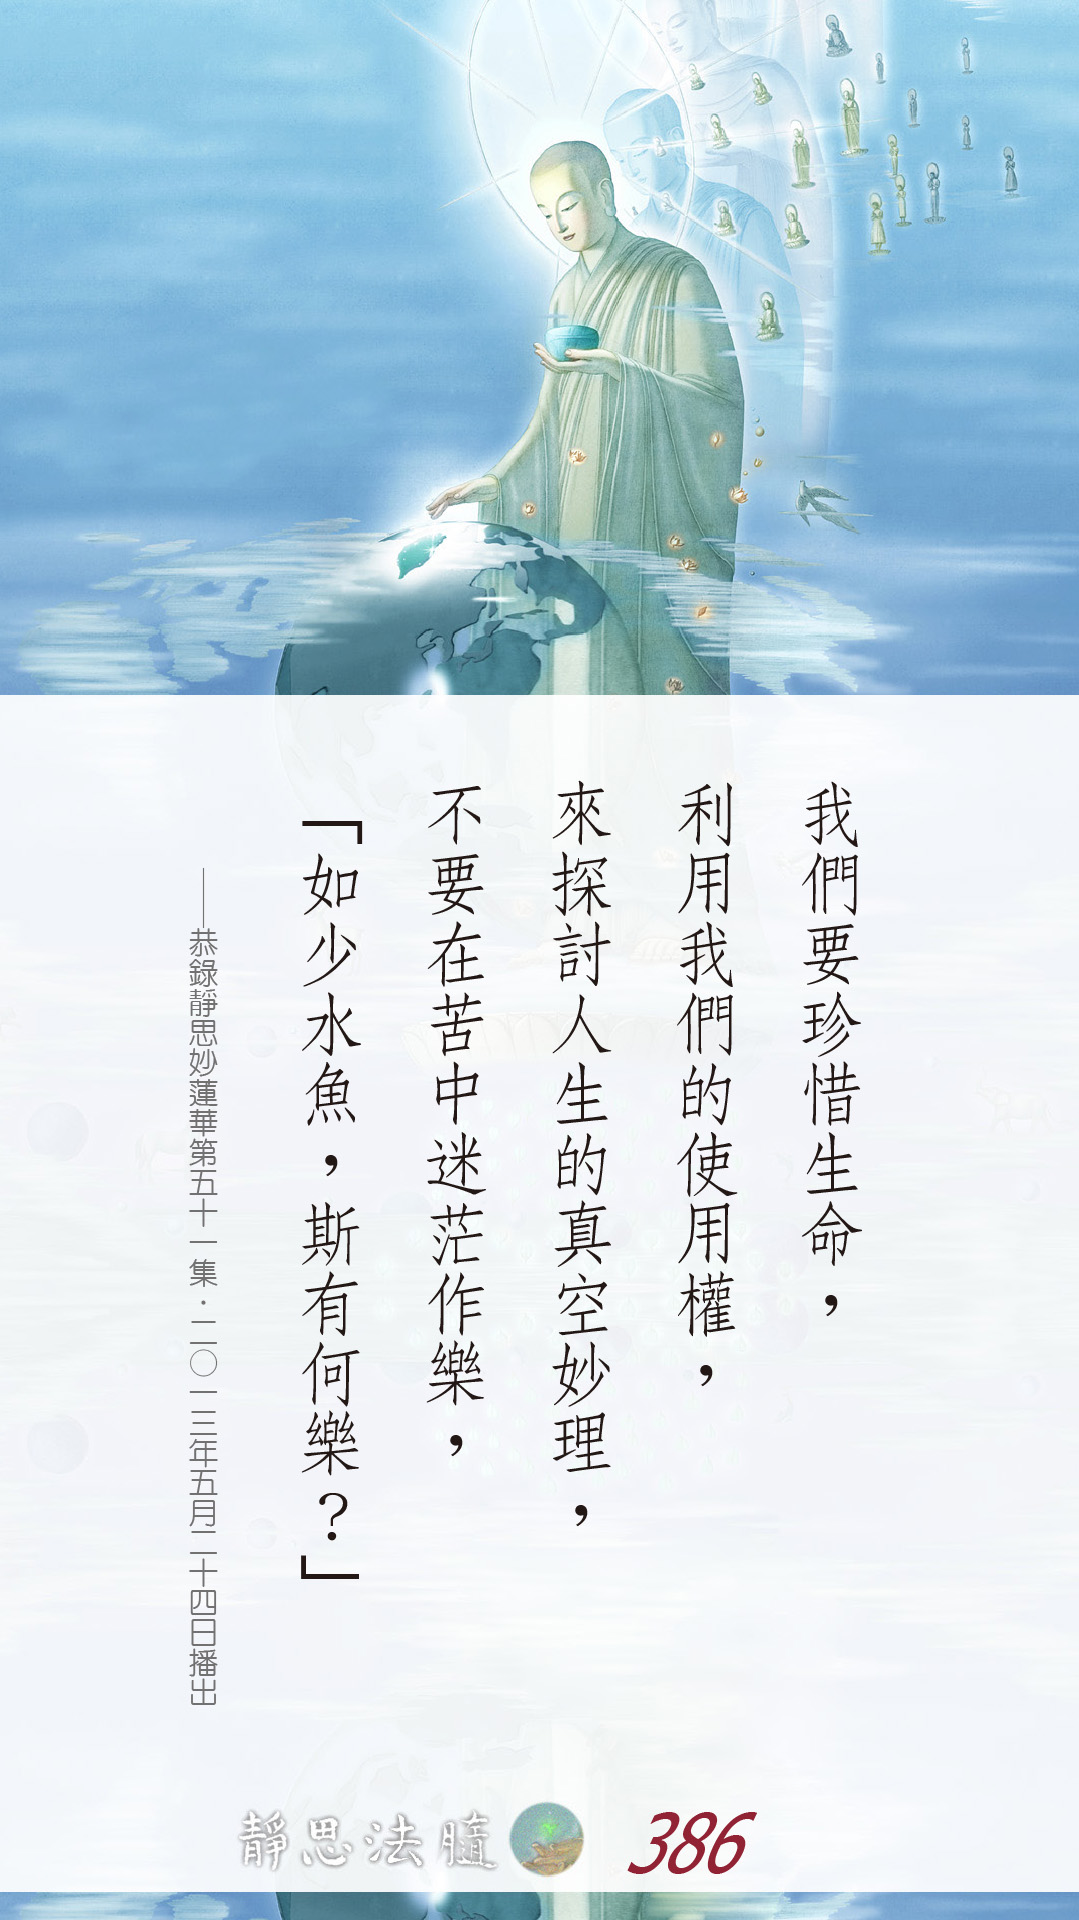 我們要珍惜生命，
利用我們的使用權，
來探討人生的真空妙理，
不要在苦中迷茫作樂，
「如少水魚，斯有何樂？」
——恭錄靜思妙蓮華第五十一集．二〇一三年五月二十四日播出
靜思法髓 386